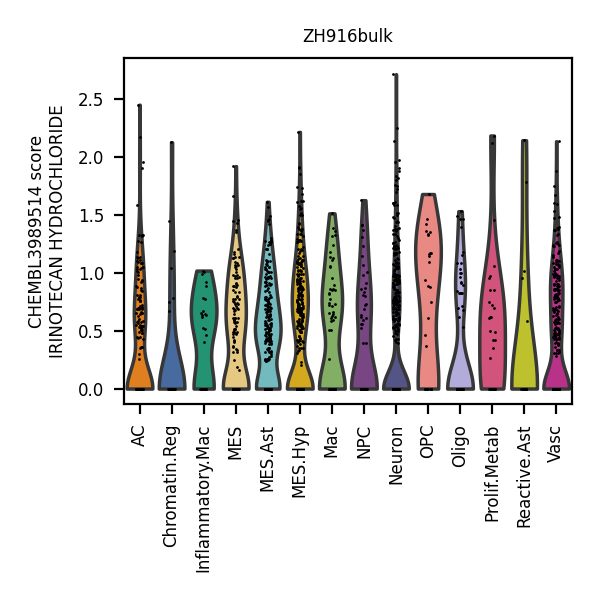 ZH916bulk
CHEMBL3989514 score
IRINOTECAN HYDROCHLORIDE
2.5
2.0
1.5
1.0
0.5
0.0
AC
Chromatin.Reg
Inflammatory.Mac
MES
MES.Ast
MES.Hyp
Mac
NPC
Neuron
OPC
Oligo
Prolif.Metab
Reactive.Ast
Vasc